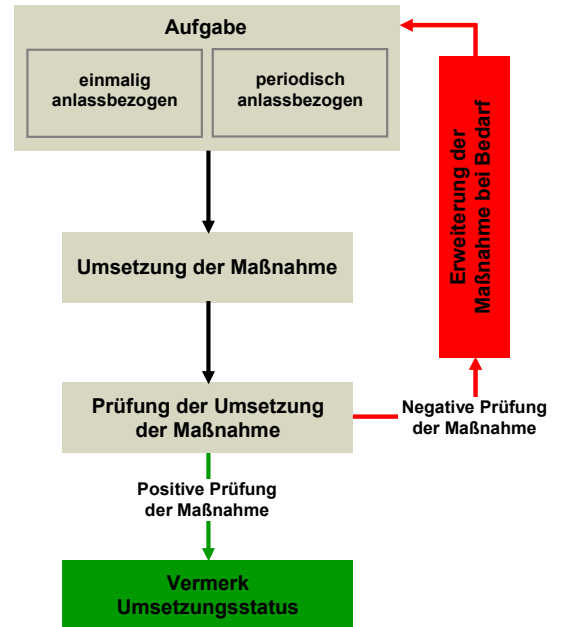 Aufgabe
einmalig
anlassbezogen
periodisch
anlassbezogen
Umsetzung der Maßnahme
Prüfung der Umsetzung
der Maßnahme
Negative Prüfung
der Maßnahme
Erweiterung der
Maßnahme bei Bedarf
Positive Prüfung
der Maßnahme
Vermerk
Umsetzungsstatus